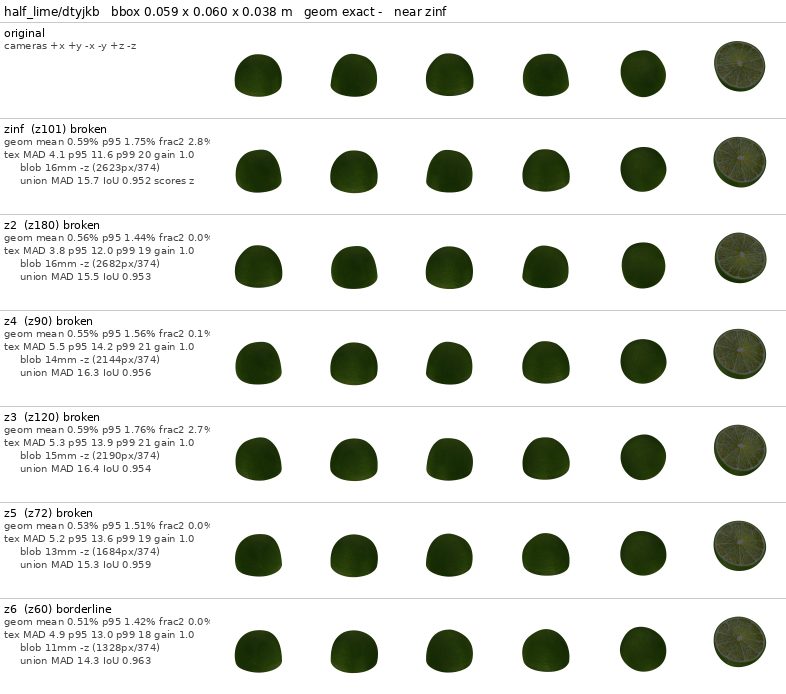 half_lime/dtyjkb   bbox 0.059 x 0.060 x 0.038 m   geom exact -   near zinf
original
cameras +x +y -x -y +z -z
zinf  (z101) broken
geom mean 0.59% p95 1.75% frac2 2.8%
tex MAD 4.1 p95 11.6 p99 20 gain 1.0
blob 16mm -z (2623px/374)
union MAD 15.7 IoU 0.952 scores z
z2  (z180) broken
geom mean 0.56% p95 1.44% frac2 0.0%
tex MAD 3.8 p95 12.0 p99 19 gain 1.0
blob 16mm -z (2682px/374)
union MAD 15.5 IoU 0.953
z4  (z90) broken
geom mean 0.55% p95 1.56% frac2 0.1%
tex MAD 5.5 p95 14.2 p99 21 gain 1.0
blob 14mm -z (2144px/374)
union MAD 16.3 IoU 0.956
z3  (z120) broken
geom mean 0.59% p95 1.76% frac2 2.7%
tex MAD 5.3 p95 13.9 p99 21 gain 1.0
blob 15mm -z (2190px/374)
union MAD 16.4 IoU 0.954
z5  (z72) broken
geom mean 0.53% p95 1.51% frac2 0.0%
tex MAD 5.2 p95 13.6 p99 19 gain 1.0
blob 13mm -z (1684px/374)
union MAD 15.3 IoU 0.959
z6  (z60) borderline
geom mean 0.51% p95 1.42% frac2 0.0%
tex MAD 4.9 p95 13.0 p99 18 gain 1.0
blob 11mm -z (1328px/374)
union MAD 14.3 IoU 0.963